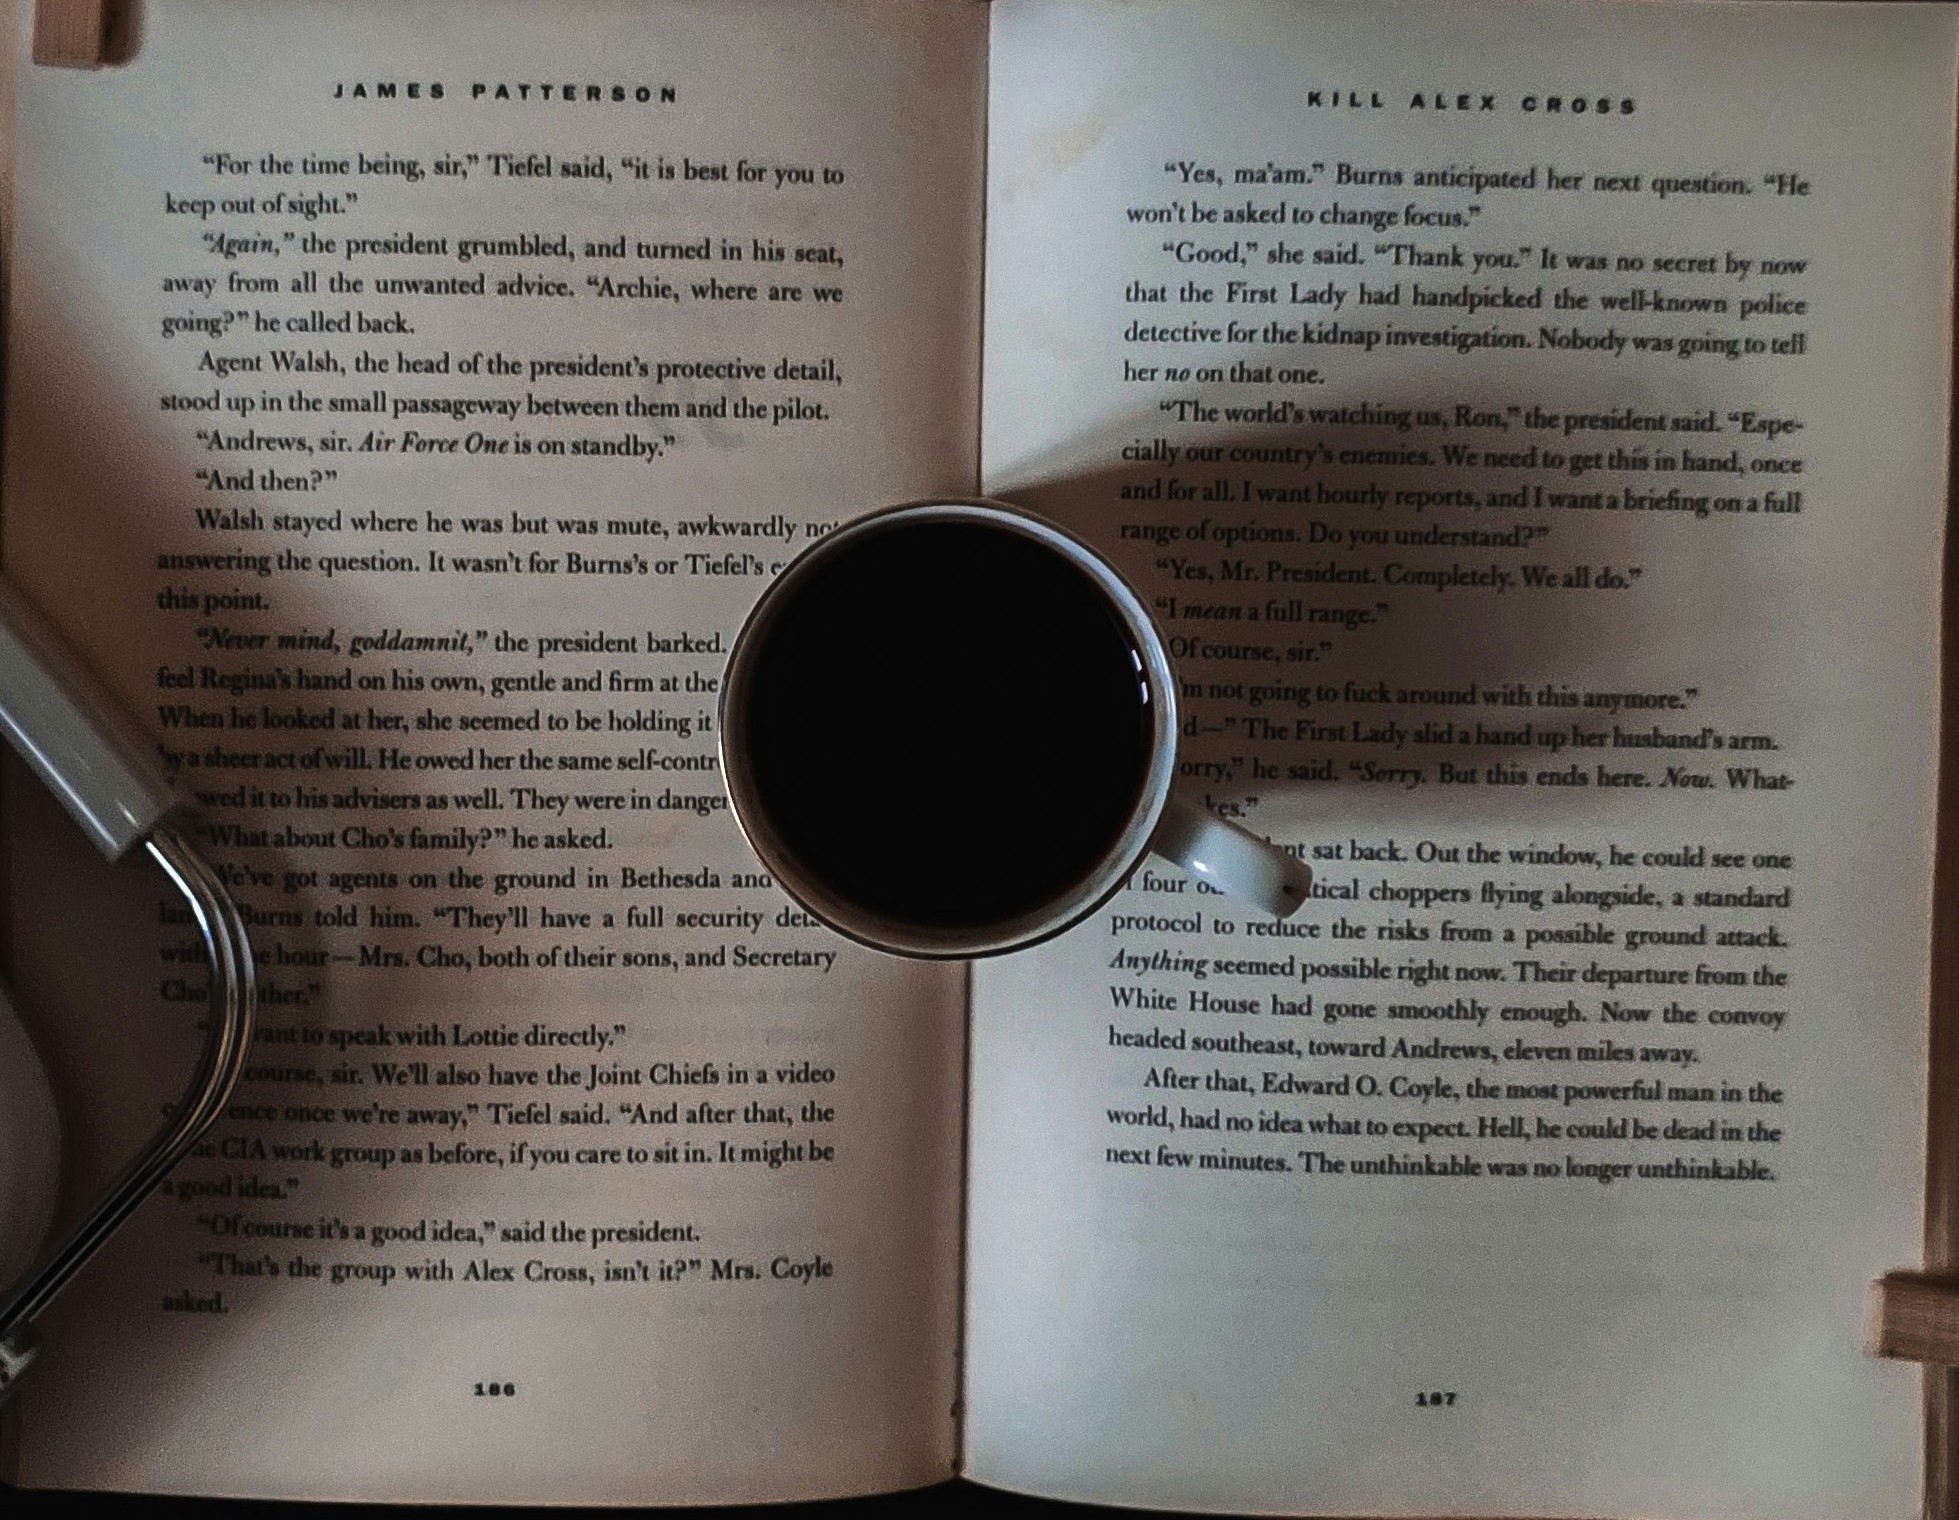 JAMES PATTERSON
“For the time being, sir,” Tiefel said, “it is best for you to
keep out of sight.”
“Again,” the president grumbled, and turned in his seat,
away from all the unwanted advice. “Archie, where are we
going?” he called back.
Agent Walsh, the head of the president’s protective detail,
stood up in the small passageway between them and the pilot.
“Andrews, sir. Air Force One is on standby.”
“And then?”
Walsh stayed where he was but was mute, awkwardly not
answering the question. It wasn’t for Burns’s or Tiefel’s
this point.
“Never mind, goddamnit,” the president barked.
feel Regina’s hand on his own, gentle and firm at the
When he looked at her, she seemed to be holding it
by a sheer act of will. He owed her the same self-contr
owed it to his advisers as well. They were in danger
“What about Cho’s family?” he asked.
We’ve got agents on the ground in Bethesda and
Burns told him. “They’ll have a full security
hour—Mrs. Cho, both of their sons, and Secretary
Cho’
want to speak with Lottie directly.”
course, sir. We’ll also have the Joint Chiefs in a video
once we’re away,” Tiefel said. “And after that, the
CIA work group as before, if you care to sit in. It might be
a good idea.”
“Of course it’s a good idea,” said the president.
“That’s the group with Alex Cross, isn’t it?” Mrs. Coyle
asked.
186
KILL ALEX CROSS
“Yes, ma’am.” Burns anticipated her next question. “He
won’t be asked to change focus.”
“Good,” she said. “Thank you.” It was no secret by now
that the First Lady had handpicked the well-known police
detective for the kidnap investigation. Nobody was going to tell
her no on that one.
“The world’s watching us, Ron,” the president said. “Espe-
cially our country’s enemies. We need to get this in hand, once
and for all. I want hourly reports, and I want a briefing on a full
range of options. Do you understand?”
“Yes, Mr. President. Completely. We all do.”
“I mean a full range.”
Of course, sir.”
’m not going to fuck around with this anymore.”
d—” The First Lady slid a hand up her husband’s arm.
orry,” he said. “Sorry. But this ends here. Now. What-
kes.”
sat back. Out the window, he could see one
four choppers flying alongside, a standard
protocol to reduce the risks from a possible ground attack.
Anything seemed possible right now. Their departure from the
White House had gone smoothly enough. Now the convoy
headed southeast, toward Andrews, eleven miles away.
After that, Edward O. Coyle, the most powerful man in the
world, had no idea what to expect. Hell, he could be dead in the
next few minutes. The unthinkable was no longer unthinkable.
187